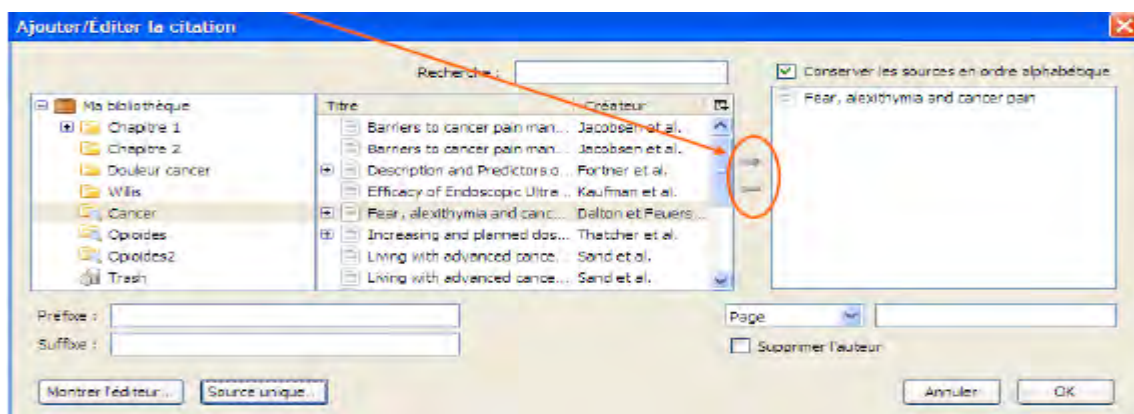 Ajouter/Éditer la citation
Recherche :
Conserver les sources en ordre alphabétique
Ma bibliothèque
Chapitre 1
Chapitre 2
Douleur cancer
Willis
Cancer
Opioides
Opioides2
Trash
Titre Créateur
Barriers to cancer pain man... Jacobsen et al.
Barriers to cancer pain man... Jacobsen et al.
Description and Predictors o... Fortner et al.
Efficacy of Endoscopic Ultra... Kaufman et al.
Fear, alexithymia and canc... Dalton et Feuers...
Increasing and planned dos... Thatcher et al.
Living with advanced cance... Sand et al.
Living with advanced cance... Sand et al.
Fear, alexithymia and cancer pain
Préfixe :
Suffixe :
Page
Supprimer l'auteur
Montrer l'éditeur... Source unique... Annuler OK